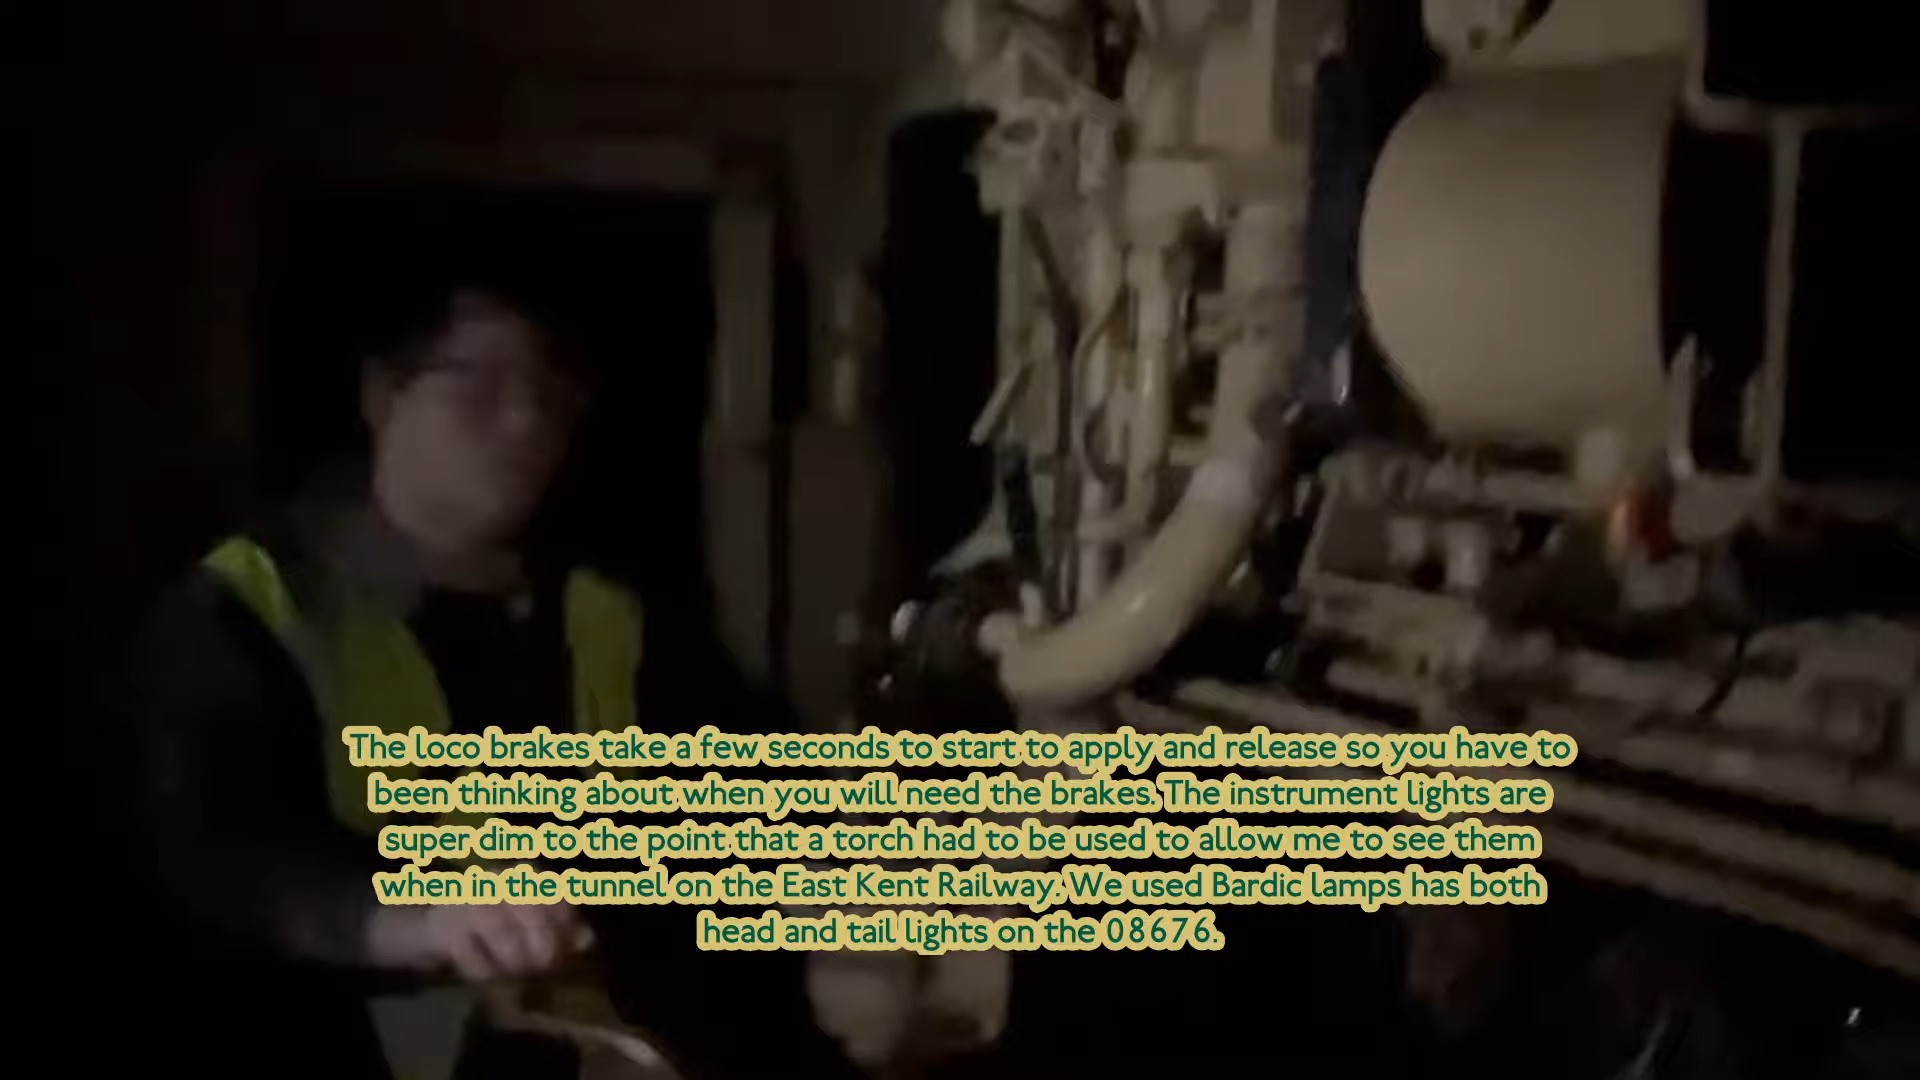 The loco brakes take a few seconds to start to apply and release so you have to
been thinking about when you will need the brakes. The instrument lights are
super dim to the point that a torch had to be used to allow me to see them
when in the tunnel on the East Kent Railway. We used Bardic lamps has both
head and tail lights on the 08676.